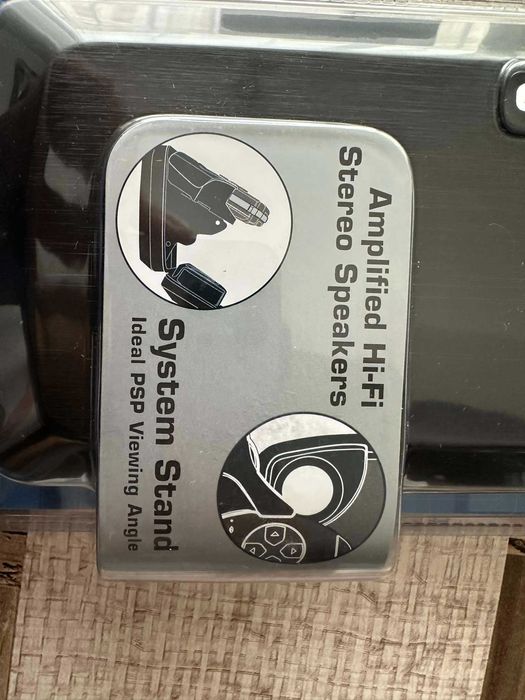 Amplified Hi-Fi
Stereo Speakers
System Stand
Ideal PSP Viewing Angle